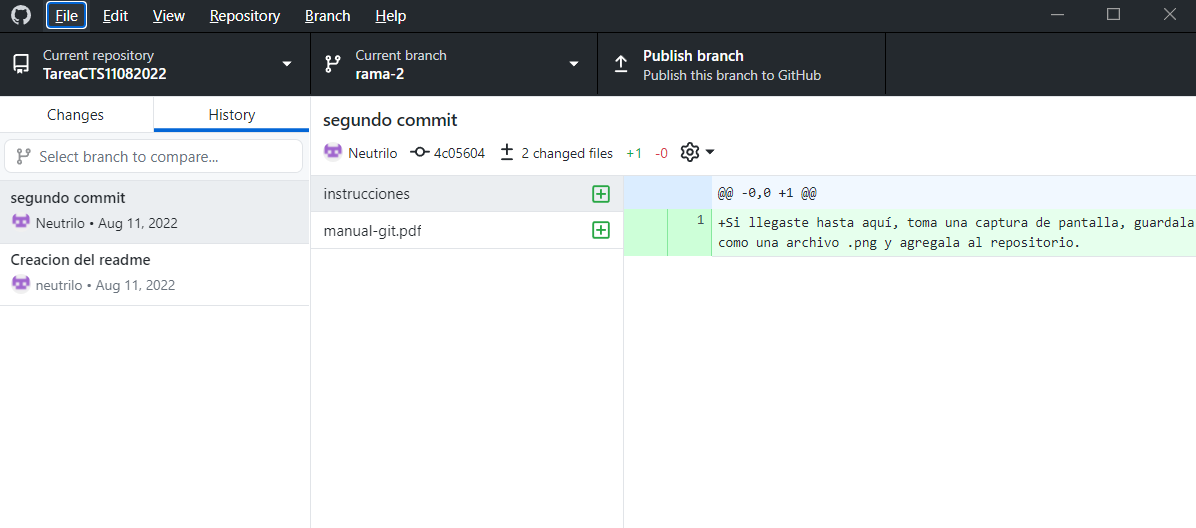 File Edit View Repository Branch Help
Current repository
TareaCTS11082022
Current branch
rama-2
Publish branch
Publish this branch to GitHub
Changes
History
Select branch to compare...
segundo commit
Neutrilo • Aug 11, 2022
Creacion del readme
neutrilo • Aug 11, 2022
segundo commit
Neutrilo 4c05604 2 changed files +1 -0
instrucciones
manual-git.pdf
@@ -0,0 +1 @@
1 +Si llegaste hasta aquí, toma una captura de pantalla, guardala
como una archivo .png y agregala al repositorio.